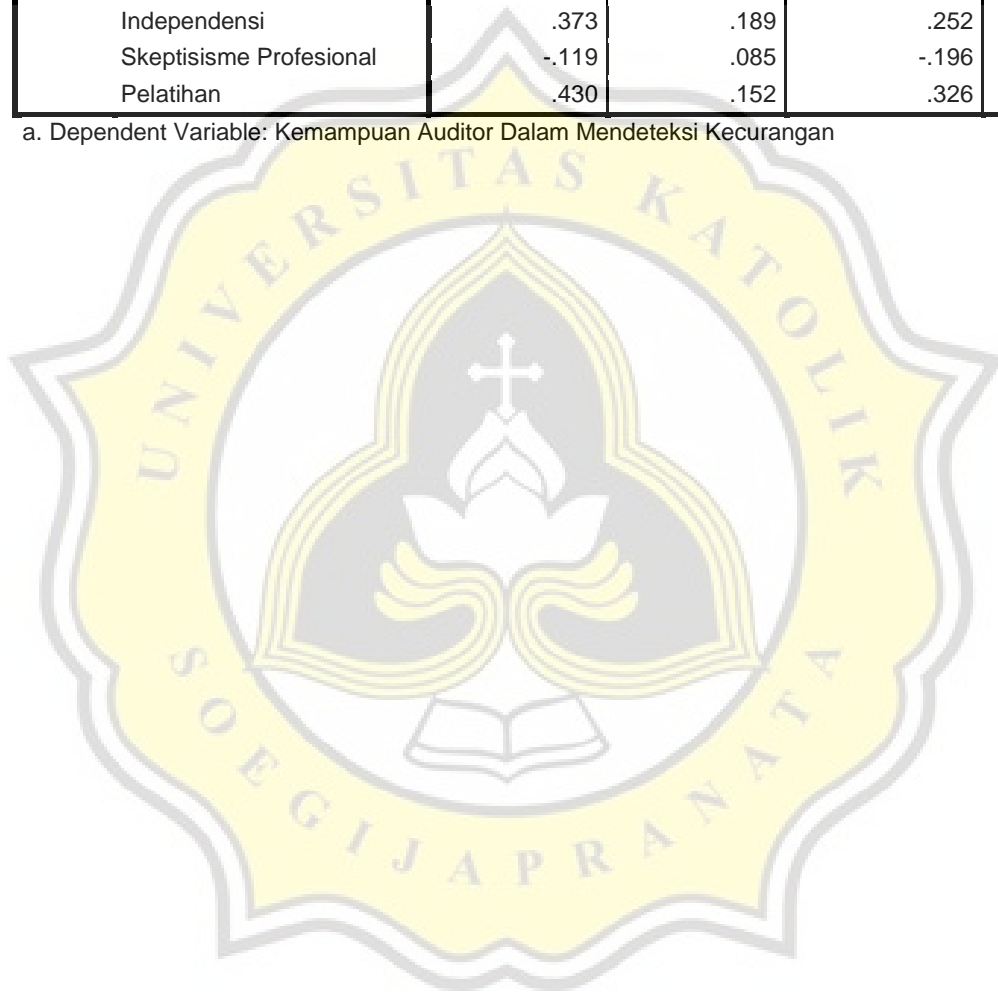 Independensi .373 .189 .252
Skeptisisme Profesional -.119 .085 -.196
Pelatihan .430 .152 .326
a. Dependent Variable: Kemampuan Auditor Dalam Mendeteksi Kecurangan
UNIVERSITAS KATOLIK
SOEGIJAPRANATA